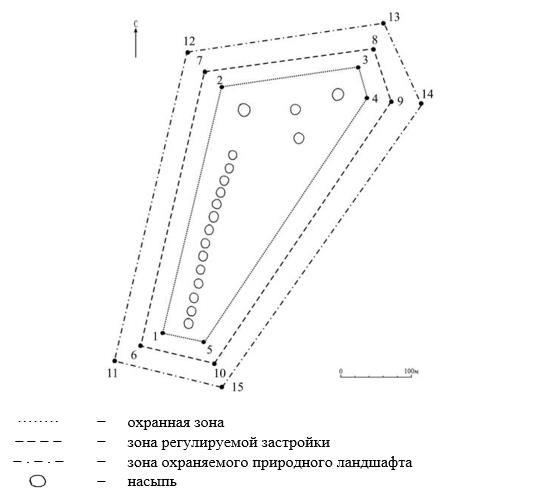 С
13
12
8
7
3
2
4
9
14
1
5
6
10
11
15
0 100м
– охранная зона
– зона регулируемой застройки
– зона охраняемого природного ландшафта
– насыпь